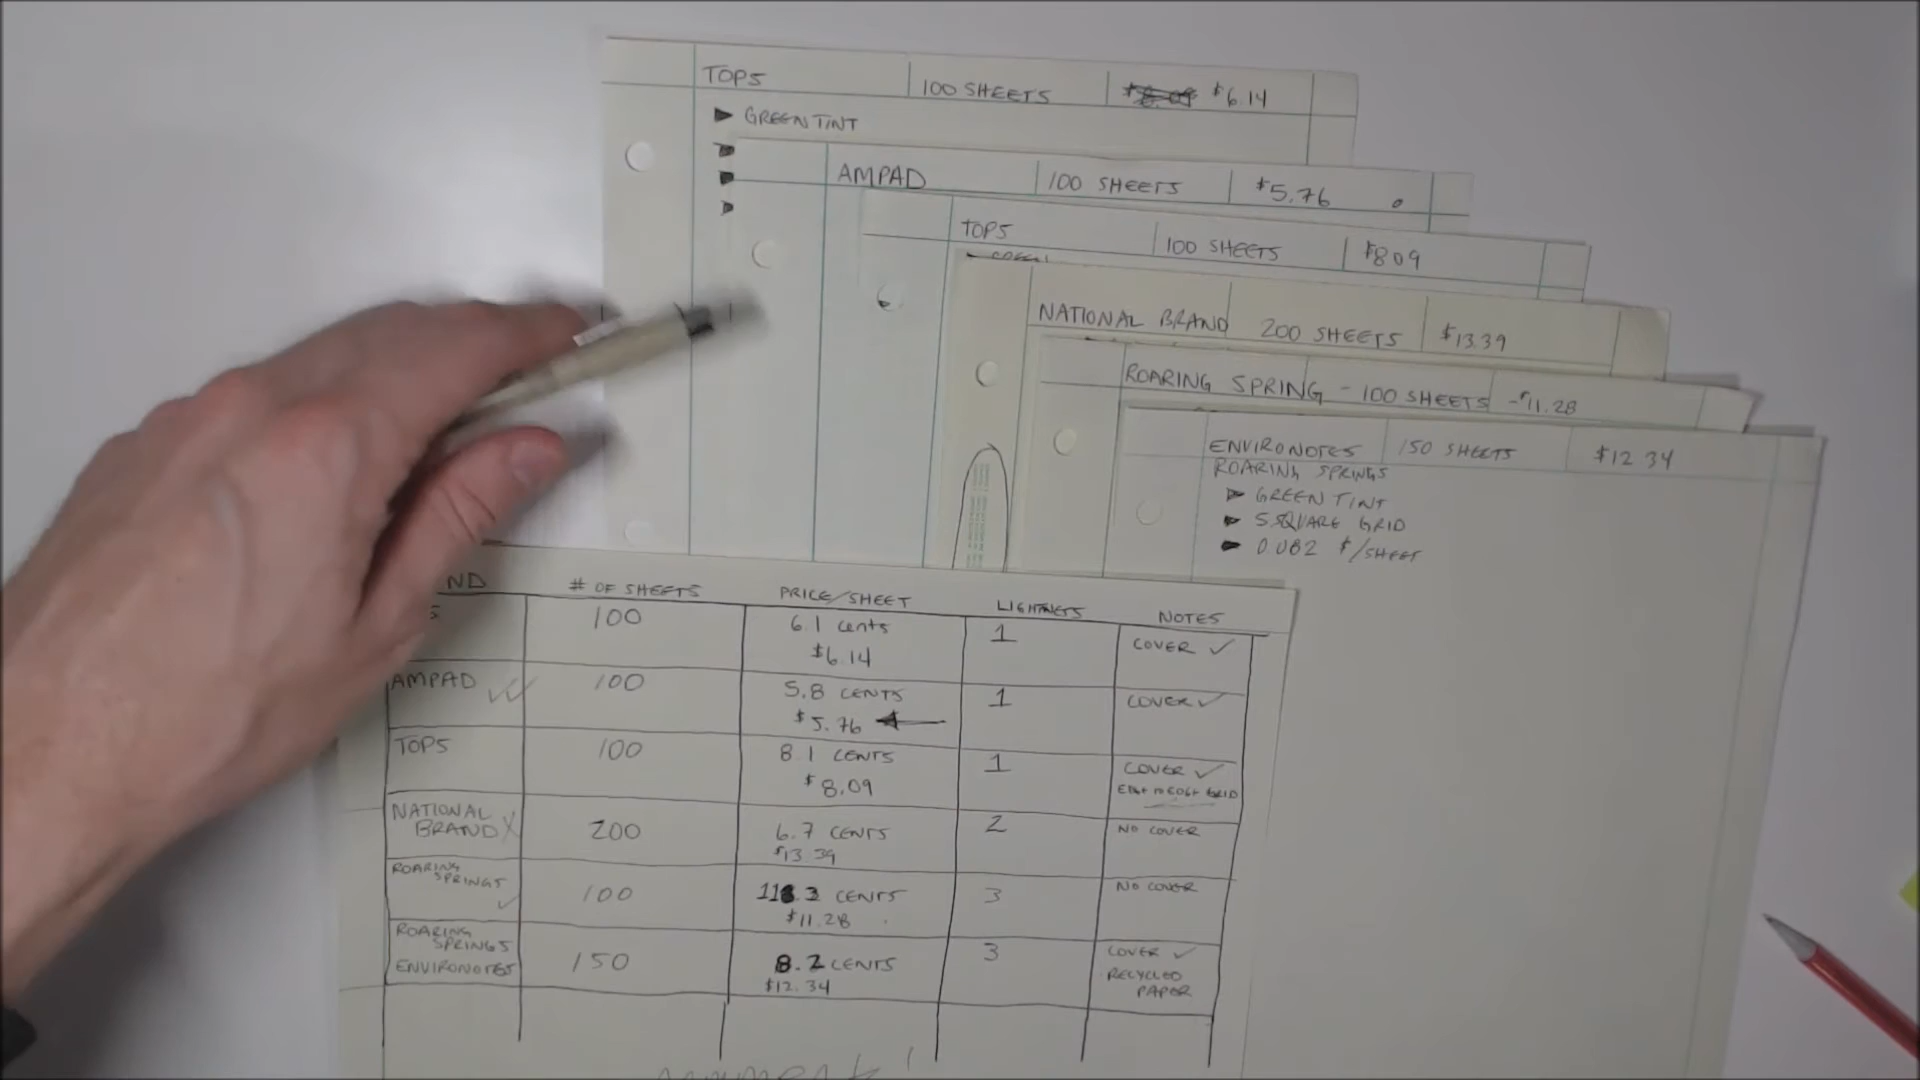 TOPS 100 SHEETS $6.14
GREEN TINT
AMPAD 100 SHEETS $5.76
TOPS 100 SHEETS $8.09
NATIONAL BRAND 200 SHEETS $13.39
ROARING SPRING - 100 SHEETS - $11.28
ENVIRONOTES 150 SHEETS $12.34
ROARING SPRINGS
GREEN TINT
5 SQUARE GRID
0.082 $/SHEET
ND # OF SHEETS PRICE/SHEET LIGHTNESS NOTES
S 100 6.1 cents 1 COVER ✓
$6.14
AMPAD ✓✓ 100 5.8 CENTS 1 COVER ✓
$5.76
TOPS 100 8.1 CENTS 1 COVER ✓
$8.09 EDGE TO EDGE GRID
NATIONAL BRAND X 200 6.7 CENTS 2 NO COVER
$13.39
ROARING SPRINGS ✓ 100 11.3 CENTS 3 NO COVER
$11.28
ROARING SPRINGS ENVIRONOTES 150 8.2 CENTS 3 COVER ✓
$12.34 RECYCLED PAPER